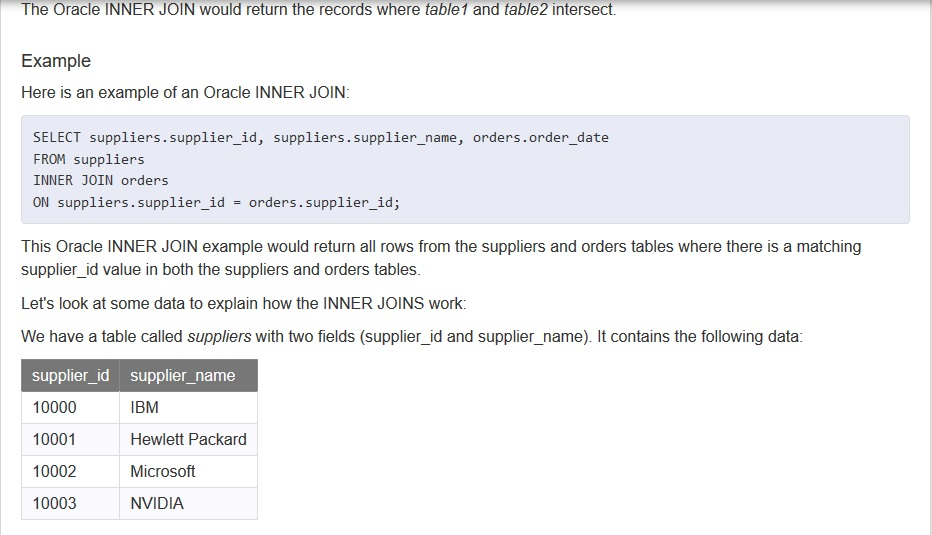 The Oracle INNER JOIN would return the records where table1 and table2 intersect.
Example
Here is an example of an Oracle INNER JOIN:
SELECT suppliers.supplier_id, suppliers.supplier_name, orders.order_date
FROM suppliers
INNER JOIN orders
ON suppliers.supplier_id = orders.supplier_id;
This Oracle INNER JOIN example would return all rows from the suppliers and orders tables where there is a matching
supplier_id value in both the suppliers and orders tables.
Let's look at some data to explain how the INNER JOINS work:
We have a table called suppliers with two fields (supplier_id and supplier_name). It contains the following data:
supplier_id supplier_name
10000 IBM
10001 Hewlett Packard
10002 Microsoft
10003 NVIDIA